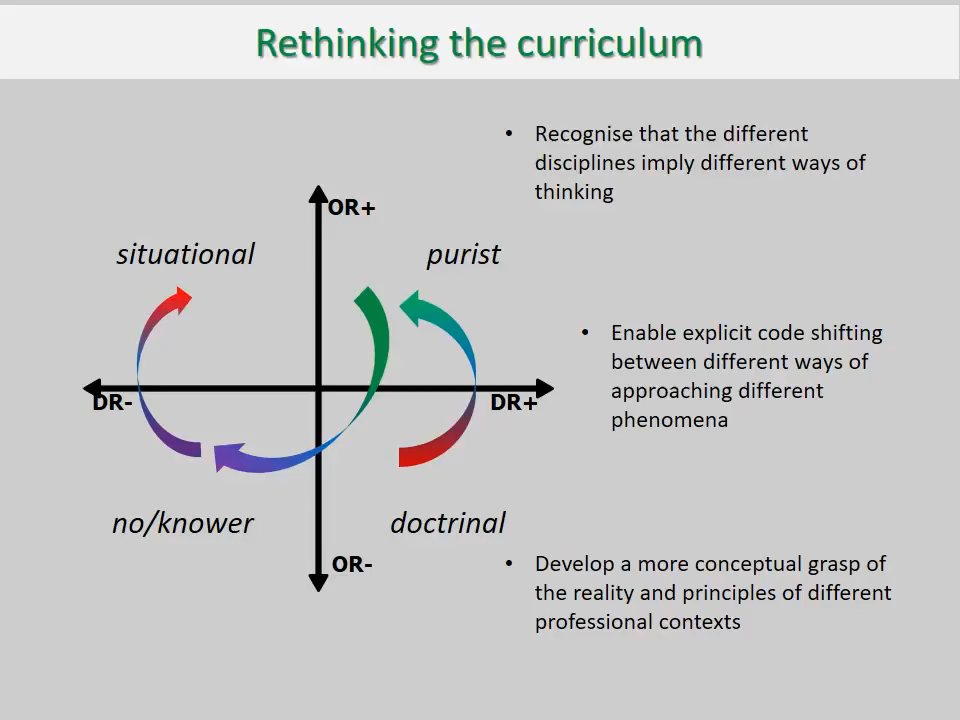 Rethinking the curriculum
• Recognise that the different
disciplines imply different ways of
thinking
OR+
situational
purist
• Enable explicit code shifting
between different ways of
approaching different
phenomena
DR-
DR+
no/knower
doctrinal
OR-
• Develop a more conceptual grasp of
the reality and principles of different
professional contexts